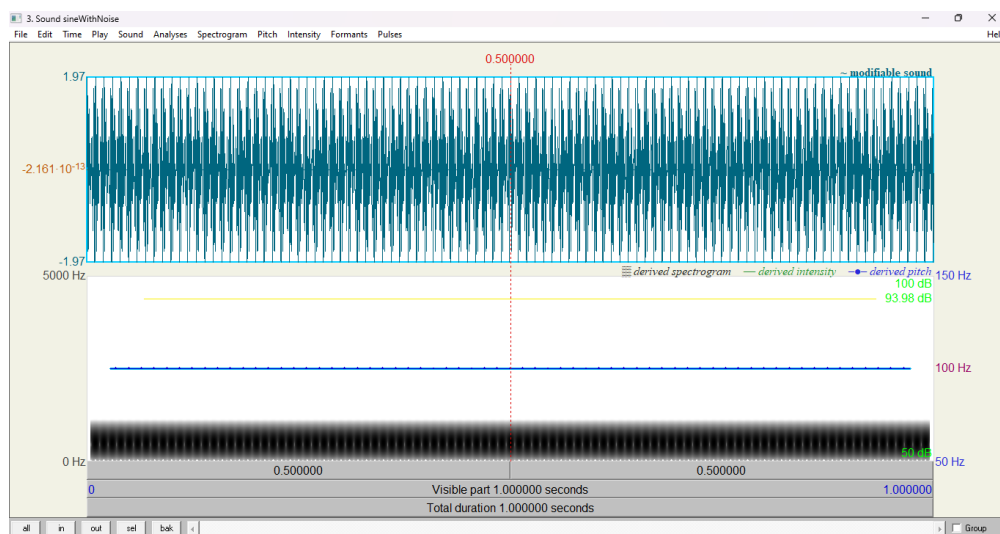 3. Sound sineWithNoise
File Edit Time Play Sound Analyses Spectrogram Pitch Intensity Formants Pulses Hel
0.500000
1.97 ~ modifiable sound
-2.161·10⁻¹³
-1.97
5000 Hz derived spectrogram derived intensity derived pitch 150 Hz
100 dB
93.98 dB
100 Hz
50 dB
0 Hz 50 Hz
0.500000 0.500000
0 Visible part 1.000000 seconds 1.000000
Total duration 1.000000 seconds
all in out sel bak Group